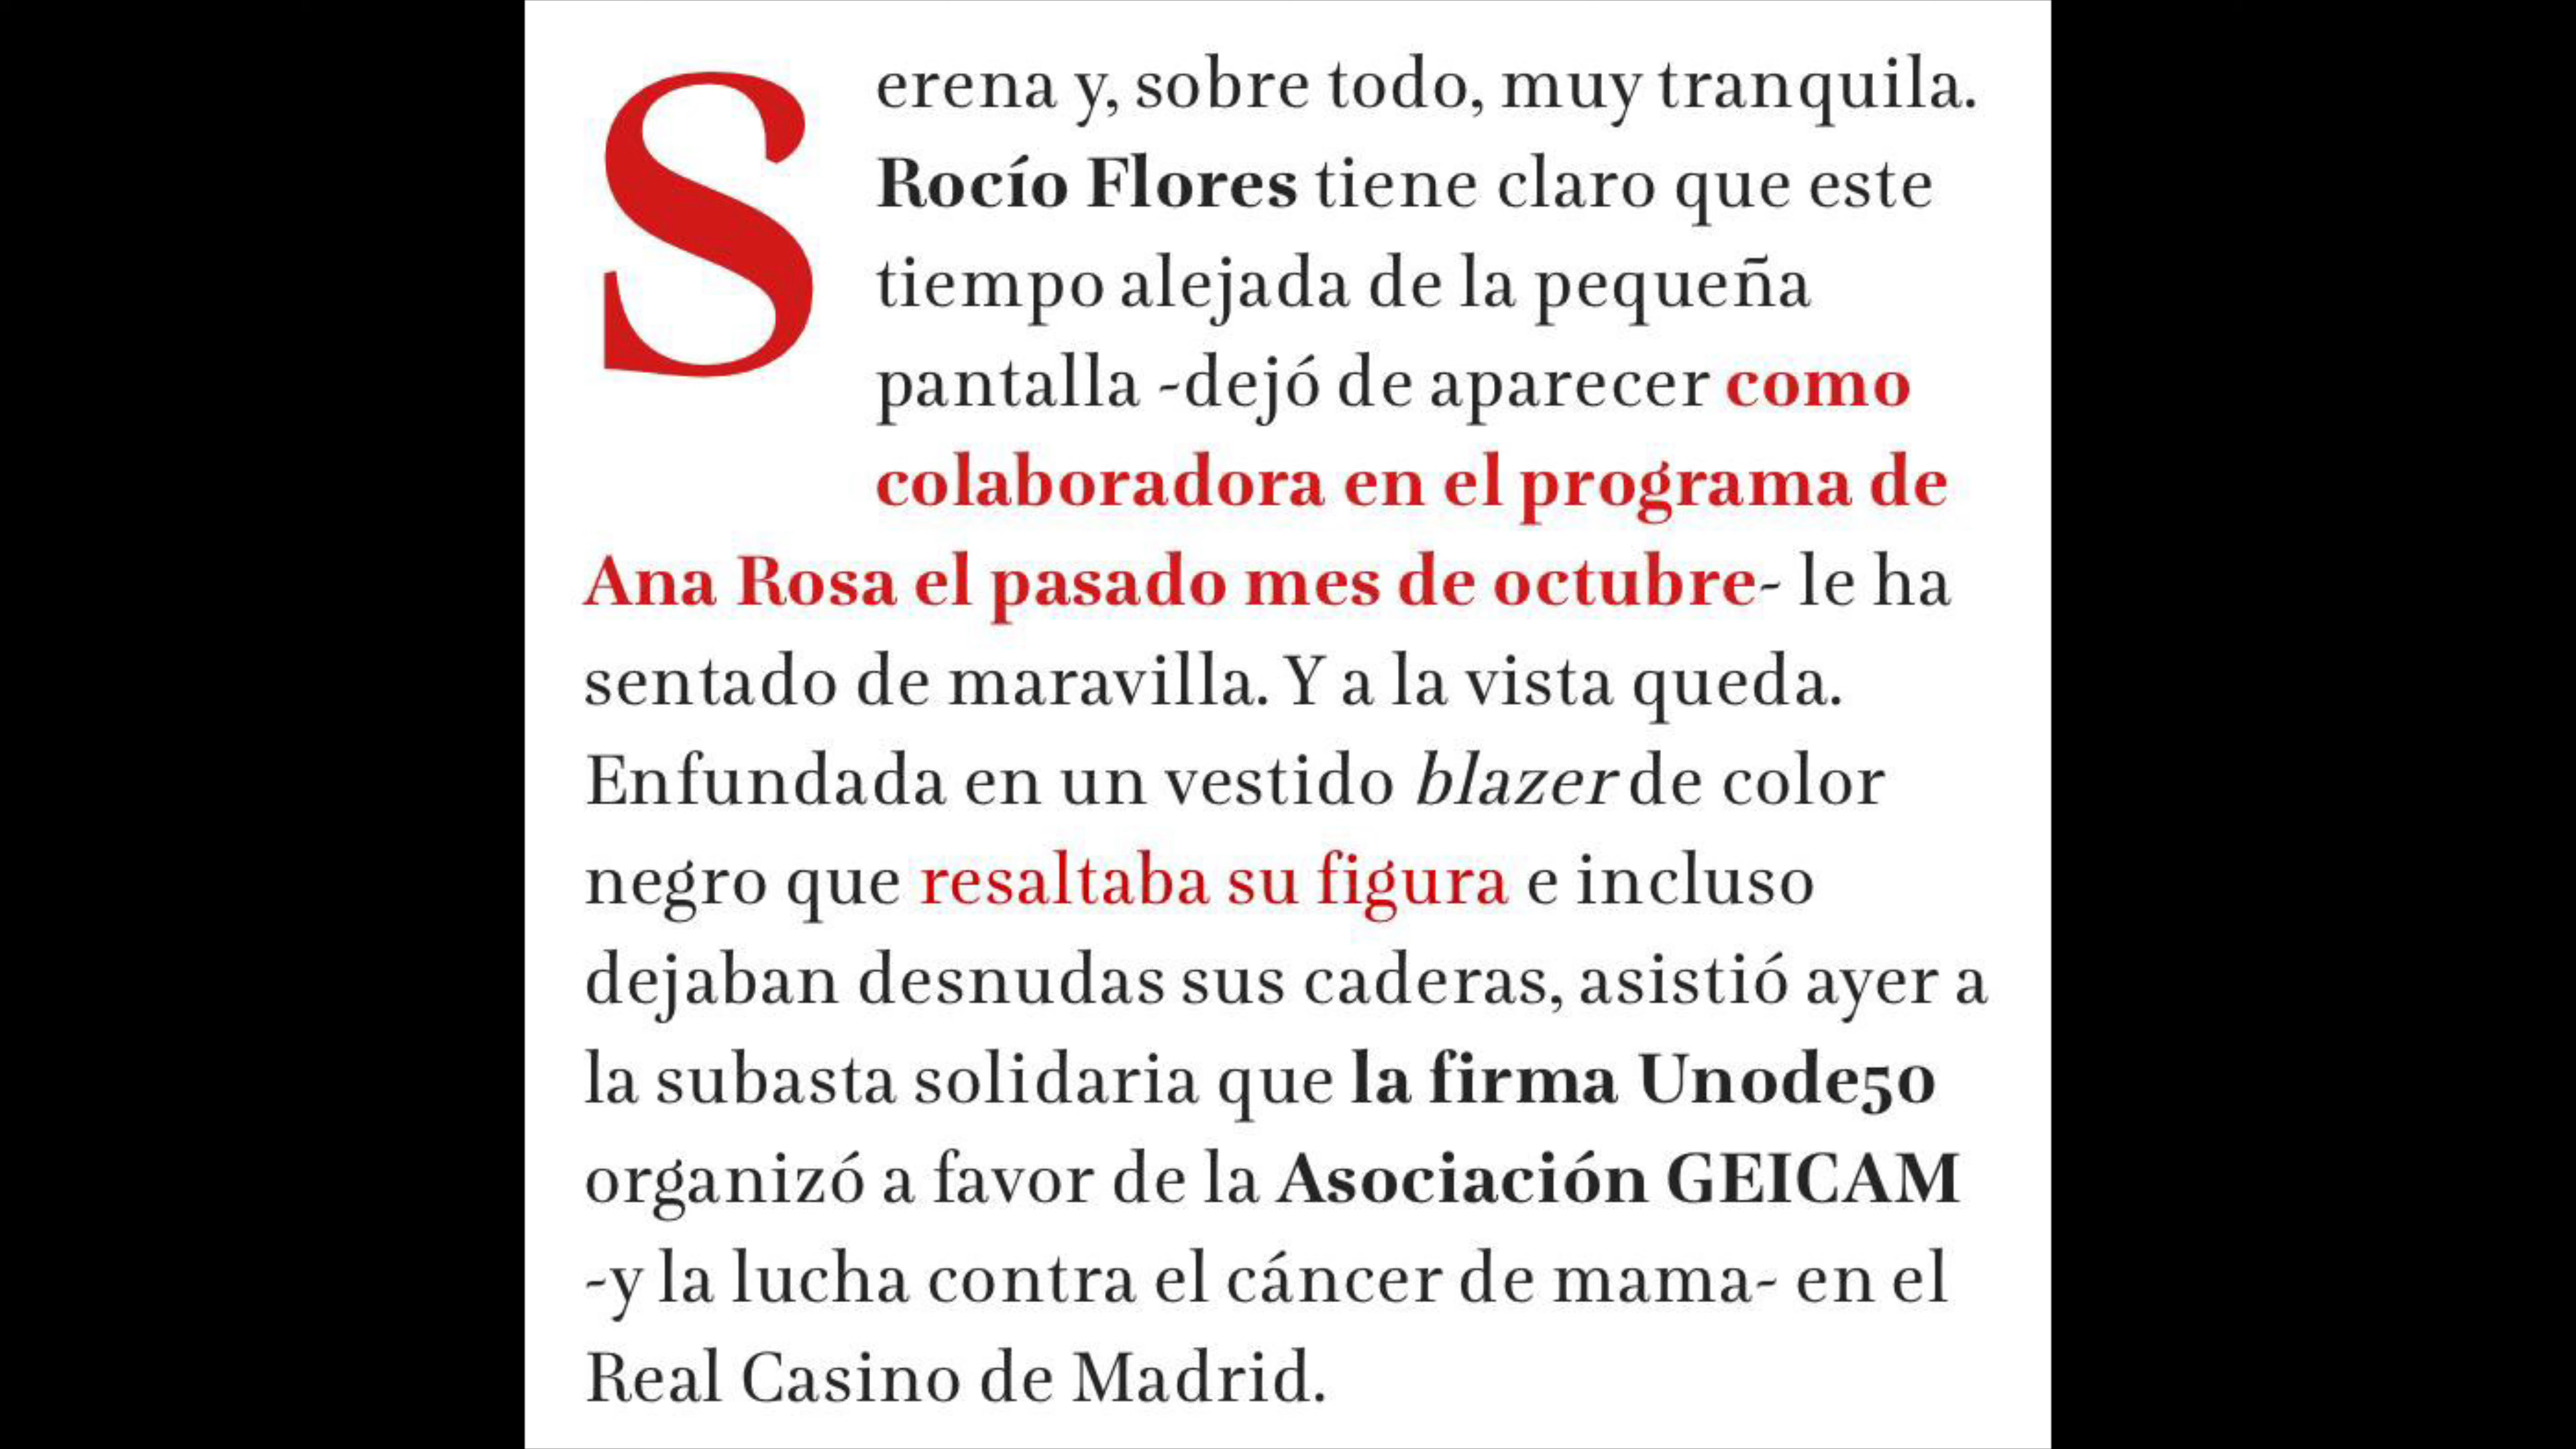 Serena y, sobre todo, muy tranquila.
Rocío Flores tiene claro que este
tiempo alejada de la pequeña
pantalla -dejó de aparecer como
colaboradora en el programa de
Ana Rosa el pasado mes de octubre- le ha
sentado de maravilla. Y a la vista queda.
Enfundada en un vestido blazer de color
negro que resaltaba su figura e incluso
dejaban desnudas sus caderas, asistió ayer a
la subasta solidaria que la firma Unode50
organizó a favor de la Asociación GEICAM
-y la lucha contra el cáncer de mama- en el
Real Casino de Madrid.